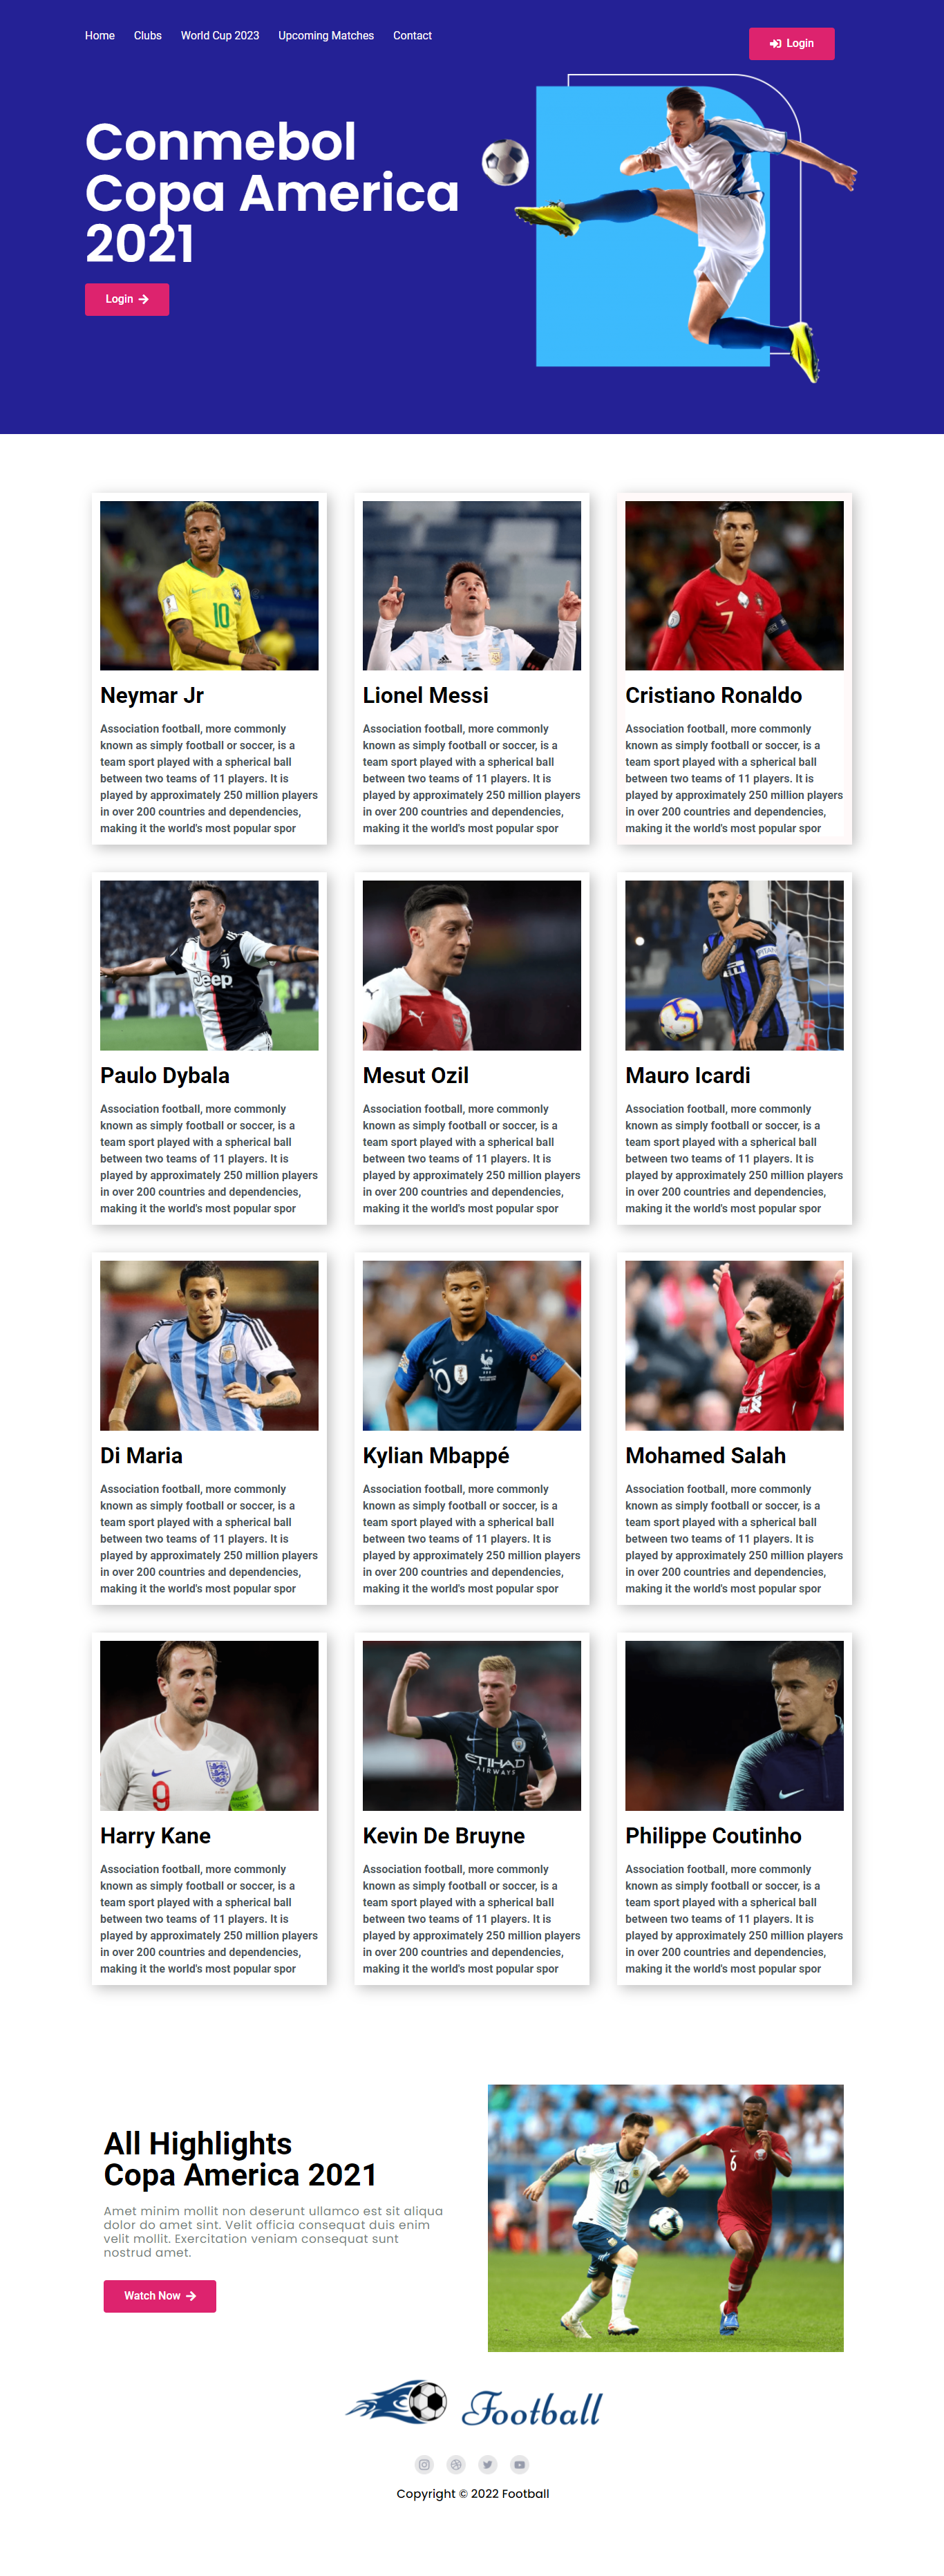 Home Clubs World Cup 2023 Upcoming Matches Contact
Login
Conmebol
Copa America
2021
Login
10
7
Neymar Jr
Association football, more commonly
known as simply football or soccer, is a
team sport played with a spherical ball
between two teams of 11 players. It is
played by approximately 250 million players
in over 200 countries and dependencies,
making it the world's most popular spor
Lionel Messi
Association football, more commonly
known as simply football or soccer, is a
team sport played with a spherical ball
between two teams of 11 players. It is
played by approximately 250 million players
in over 200 countries and dependencies,
making it the world's most popular spor
Cristiano Ronaldo
Association football, more commonly
known as simply football or soccer, is a
team sport played with a spherical ball
between two teams of 11 players. It is
played by approximately 250 million players
in over 200 countries and dependencies,
making it the world's most popular spor
Jeep
Paulo Dybala
Association football, more commonly
known as simply football or soccer, is a
team sport played with a spherical ball
between two teams of 11 players. It is
played by approximately 250 million players
in over 200 countries and dependencies,
making it the world's most popular spor
Mesut Ozil
Association football, more commonly
known as simply football or soccer, is a
team sport played with a spherical ball
between two teams of 11 players. It is
played by approximately 250 million players
in over 200 countries and dependencies,
making it the world's most popular spor
Mauro Icardi
Association football, more commonly
known as simply football or soccer, is a
team sport played with a spherical ball
between two teams of 11 players. It is
played by approximately 250 million players
in over 200 countries and dependencies,
making it the world's most popular spor
7
10
Di Maria
Association football, more commonly
known as simply football or soccer, is a
team sport played with a spherical ball
between two teams of 11 players. It is
played by approximately 250 million players
in over 200 countries and dependencies,
making it the world's most popular spor
Kylian Mbappé
Association football, more commonly
known as simply football or soccer, is a
team sport played with a spherical ball
between two teams of 11 players. It is
played by approximately 250 million players
in over 200 countries and dependencies,
making it the world's most popular spor
Mohamed Salah
Association football, more commonly
known as simply football or soccer, is a
team sport played with a spherical ball
between two teams of 11 players. It is
played by approximately 250 million players
in over 200 countries and dependencies,
making it the world's most popular spor
9
ETIHAD
AIRWAYS
Harry Kane
Association football, more commonly
known as simply football or soccer, is a
team sport played with a spherical ball
between two teams of 11 players. It is
played by approximately 250 million players
in over 200 countries and dependencies,
making it the world's most popular spor
Kevin De Bruyne
Association football, more commonly
known as simply football or soccer, is a
team sport played with a spherical ball
between two teams of 11 players. It is
played by approximately 250 million players
in over 200 countries and dependencies,
making it the world's most popular spor
Philippe Coutinho
Association football, more commonly
known as simply football or soccer, is a
team sport played with a spherical ball
between two teams of 11 players. It is
played by approximately 250 million players
in over 200 countries and dependencies,
making it the world's most popular spor
All Highlights
Copa America 2021
Amet minim mollit non deserunt ullamco est sit aliqua
dolor do amet sint. Velit officia consequat duis enim
velit mollit. Exercitation veniam consequat sunt
nostrud amet.
Watch Now
10
6
Football
Copyright © 2022 Football